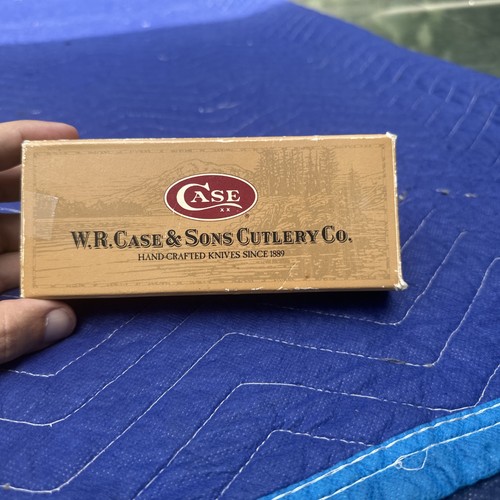 CASE
XX
W.R. CASE & SONS CUTLERY CO.
HAND-CRAFTED KNIVES SINCE 1889